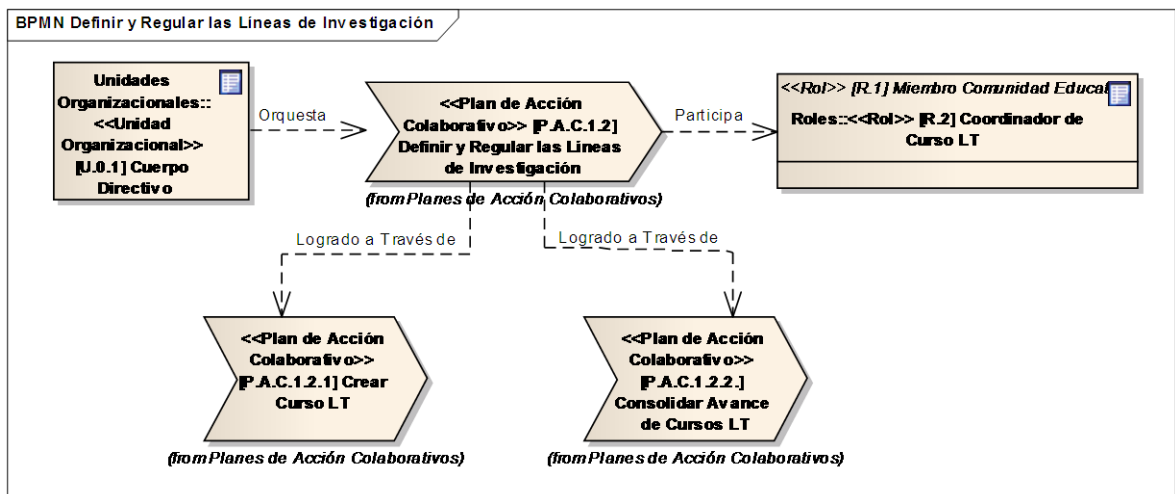 BPMN Definir y Regular las Líneas de Investigación
Unidades
Organizacionales::
<<Unidad
Organizacional>>
[U.0.1] Cuerpo
Directivo
Orquesta
<<Plan de Acción
Colaborativo>> [P.A.C.1.2]
Definir y Regular las Líneas
de Investigación
(from Planes de Acción Colaborativos)
Participa
<<Rol>> [R.1] Miembro Comunidad Educat
Roles::<<Rol>> [R.2] Coordinador de
Curso LT
Logrado a Través de
Logrado a Través de
<<Plan de Acción
Colaborativo>>
[P.A.C.1.2.1] Crear
Curso LT
(from Planes de Acción Colaborativos)
<<Plan de Acción
Colaborativo>>
[P.A.C.1.2.2.]
Consolidar Avance
de Cursos LT
(from Planes de Acción Colaborativos)